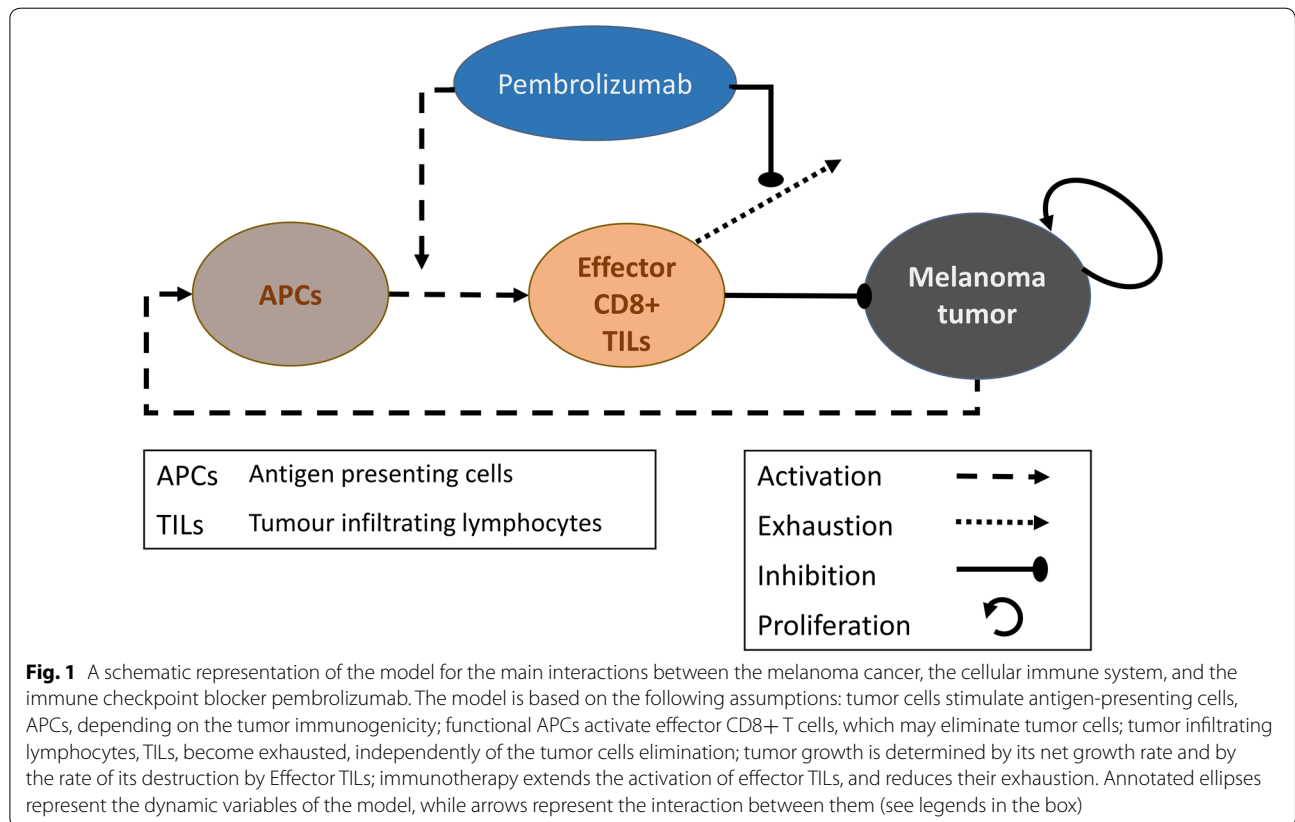 Pembrolizumab
APCs
Effector
CD8+
TILs
Melanoma
tumor
APCs Antigen presenting cells
TILs Tumour infiltrating lymphocytes
Activation
Exhaustion
Inhibition
Proliferation
Fig. 1 A schematic representation of the model for the main interactions between the melanoma cancer, the cellular immune system, and the
immune checkpoint blocker pembrolizumab. The model is based on the following assumptions: tumor cells stimulate antigen-presenting cells,
APCs, depending on the tumor immunogenicity; functional APCs activate effector CD8+ T cells, which may eliminate tumor cells; tumor infiltrating
lymphocytes, TILs, become exhausted, independently of the tumor cells elimination; tumor growth is determined by its net growth rate and by
the rate of its destruction by Effector TILs; immunotherapy extends the activation of effector TILs, and reduces their exhaustion. Annotated ellipses
represent the dynamic variables of the model, while arrows represent the interaction between them (see legends in the box)